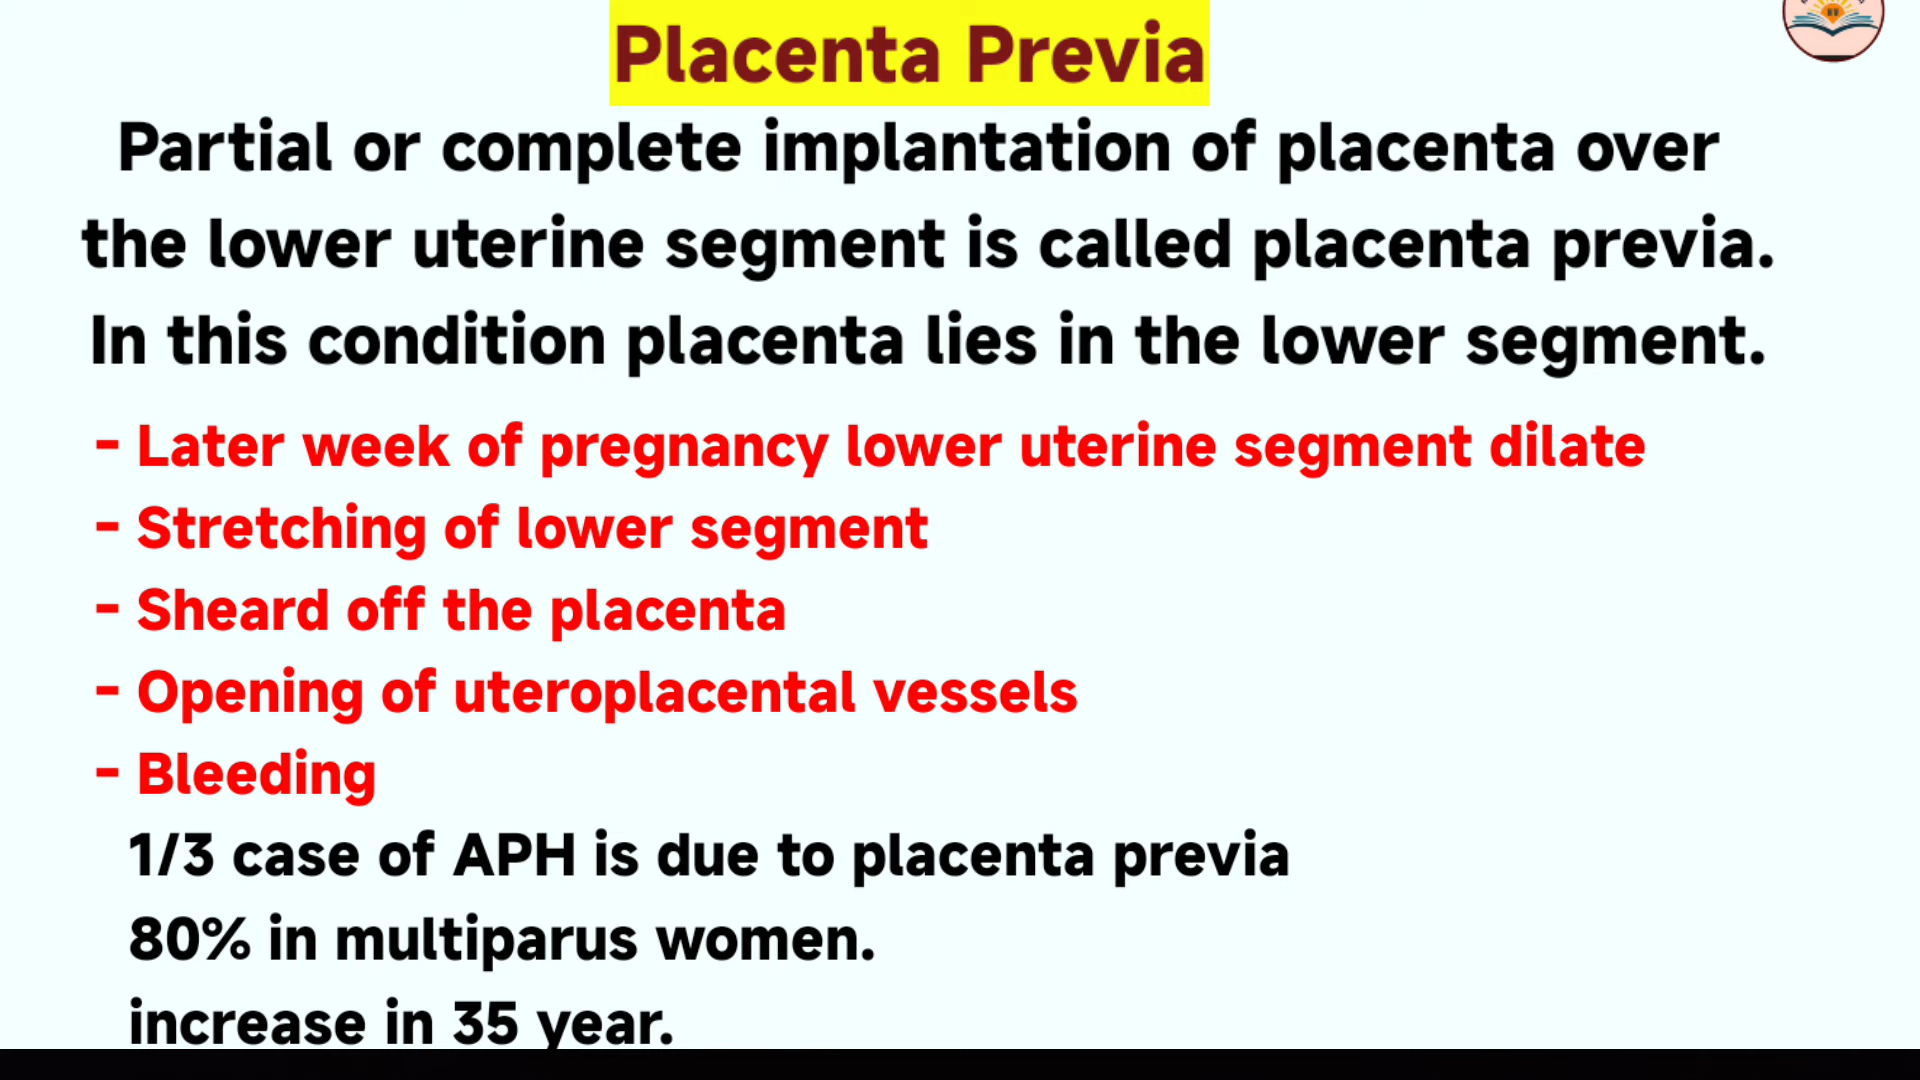 Placenta Previa
Partial or complete implantation of placenta over
the lower uterine segment is called placenta previa.
In this condition placenta lies in the lower segment.
- Later week of pregnancy lower uterine segment dilate
- Stretching of lower segment
- Sheard off the placenta
- Opening of uteroplacental vessels
- Bleeding
1/3 case of APH is due to placenta previa
80% in multiparus women.
increase in 35 year.